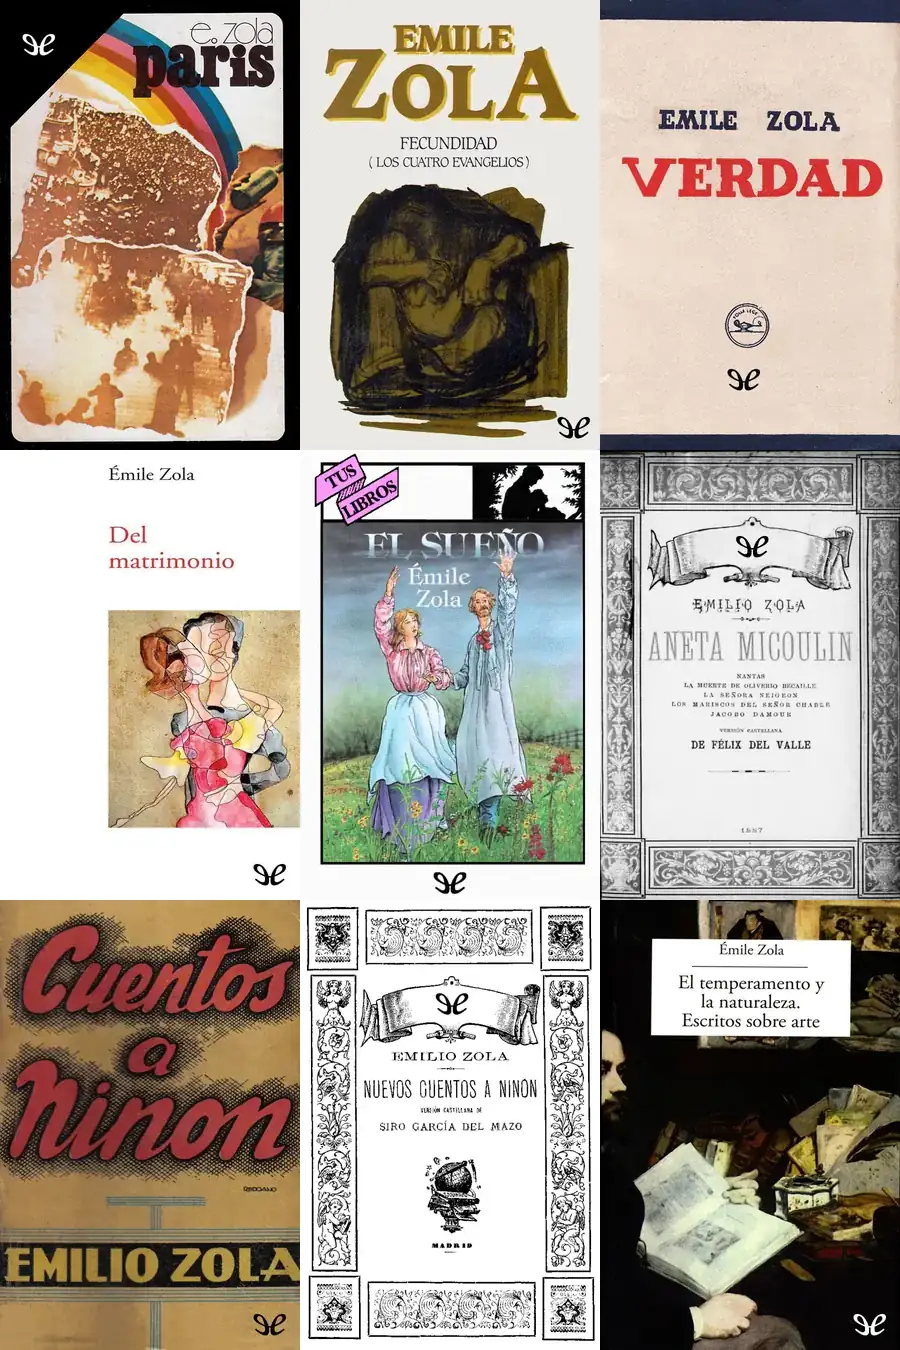 e. zola
paris
EMILE
ZOLA
FECUNDIDAD
( LOS CUATRO EVANGELIOS )
EMILE ZOLA
VERDAD
Émile Zola
Del
matrimonio
TUS
LIBROS
EL SUEÑO
Émile
Zola
EMILIO ZOLA
ANETA MICOULIN
NANTAS
LA MUERTE DE OLIVERIO BECAILLE
LA SEÑORA NEIGEON
LOS MARISCOS DEL SEÑOR CHABRE
JACOBO DAMOUR
VERSIÓN CASTELLANA
DE FÉLIX DEL VALLE
Cuentos
a
Ninon
EMILIO ZOLA
EMILIO ZOLA
NUEVOS CUENTOS A NINON
VERSIÓN CASTELLANA DE
SIRO GARCÍA DEL MAZO
MADRID
Émile Zola
El temperamento y
la naturaleza.
Escritos sobre arte